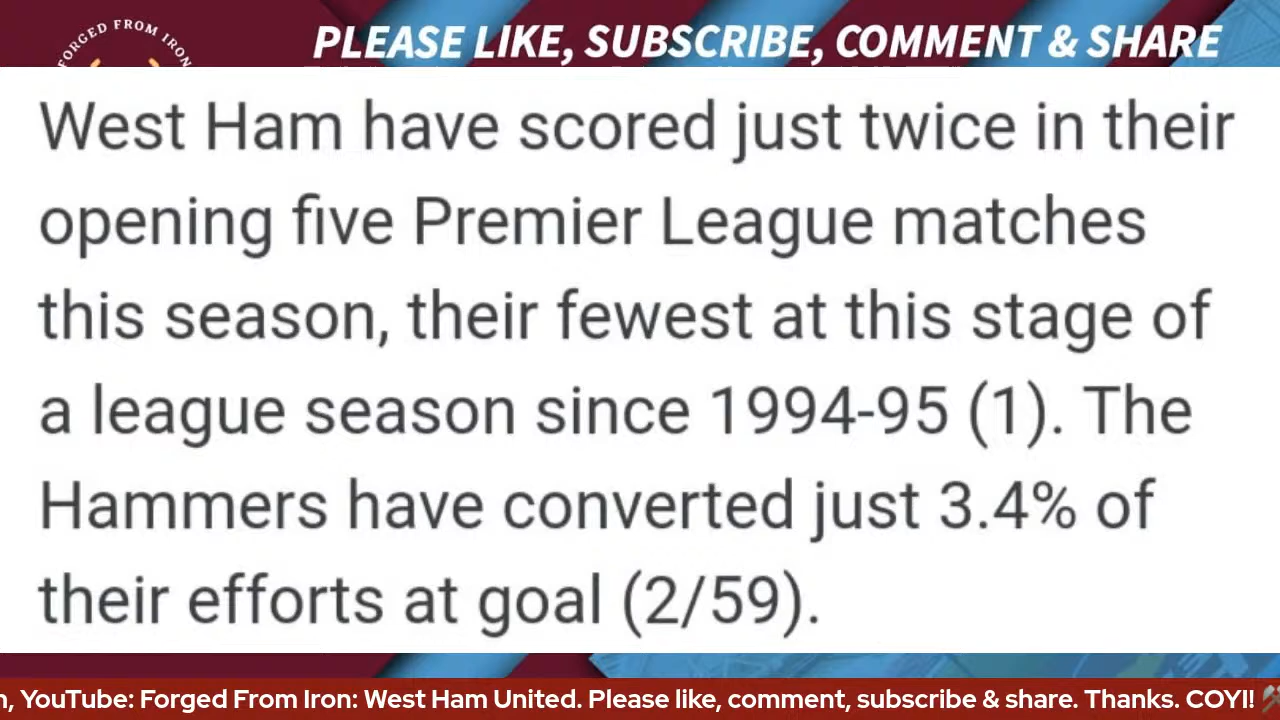 FORGED FROM IRON
PLEASE LIKE, SUBSCRIBE, COMMENT & SHARE
West Ham have scored just twice in their
opening five Premier League matches
this season, their fewest at this stage of
a league season since 1994-95 (1). The
Hammers have converted just 3.4% of
their efforts at goal (2/59).
YouTube: Forged From Iron: West Ham United. Please like, comment, subscribe & share. Thanks. COYI!